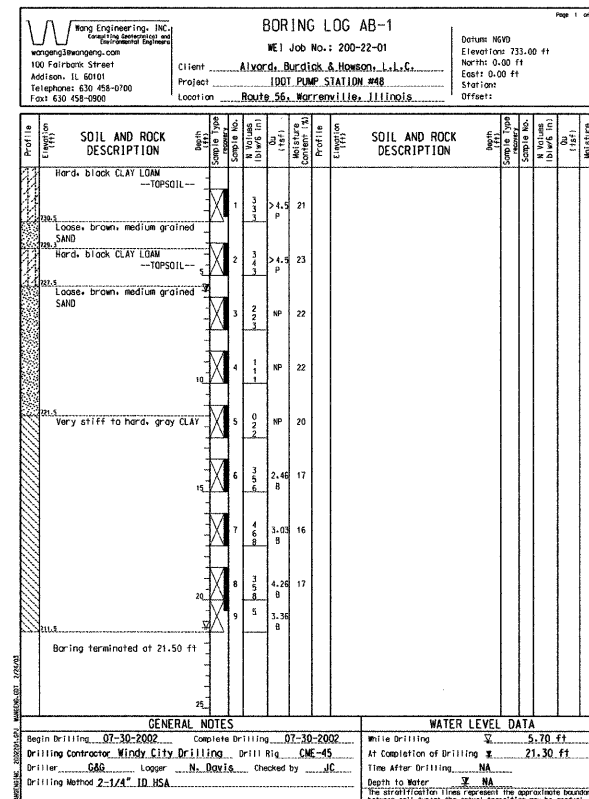 Page 1 of
Wang Engineering, INC.
Consulting Geotechnical and
Environmental Engineers
wangeng@wangeng.com
100 Fairbank Street
Addison, IL 60101
Telephone: 630 458-0700
Fax: 630 458-0900
BORING LOG AB-1
WEI Job No.: 200-22-01
Client Alvord, Burdick & Howson, L.L.C.
Project IDOT PUMP STATION #48
Location Route 56, Warrenville, Illinois
Datum: NGVD
Elevation: 733.00 ft
North: 0.00 ft
East: 0.00 ft
Station:
Offset:
Profile
Elevation (ft)
SOIL AND ROCK DESCRIPTION
Depth (ft)
Sample Type
recovery
Sample No.
N Values (blw/6 in)
Qu (tsf)
Moisture Content (%)
Profile
Elevation (ft)
SOIL AND ROCK DESCRIPTION
Depth (ft)
Sample Type
recovery
Sample No.
N Values (blw/6 in)
Qu (tsf)
Moisture
Hard, black CLAY LOAM
--TOPSOIL--
1 3 3 3 >4.5 P 21
730.5
Loose, brown, medium grained
SAND
729.3
Hard, black CLAY LOAM
--TOPSOIL--
2 3 4 3 >4.5 P 23
5
727.5
Loose, brown, medium grained
SAND
3 2 2 3 NP 22
4 1 1 1 NP 22
10
721.5
Very stiff to hard, gray CLAY
5 0 2 2 NP 20
6 3 5 6 2.46 B 17
15
7 4 6 8 3.03 B 16
8 3 5 8 4.26 B 17
20
9 5 3.36 B
711.5
Boring terminated at 21.50 ft
25
GENERAL NOTES
Begin Drilling 07-30-2002 Complete Drilling 07-30-2002
Drilling Contractor Windy City Drilling Drill Rig CME-45
Driller G&G Logger N. Davis Checked by JC
Drilling Method 2-1/4" ID HSA
WATER LEVEL DATA
While Drilling 5.70 ft
At Completion of Drilling 21.30 ft
Time After Drilling NA
Depth to Water NA
The stratification lines represent the approximate boundar